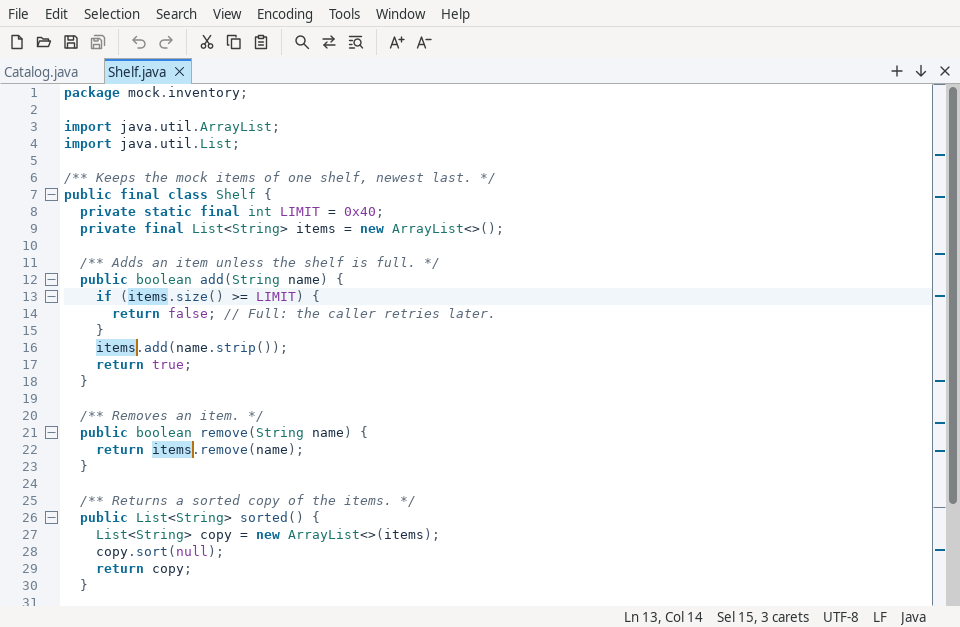 File Edit Selection Search View Encoding Tools Window Help
A+ A-
Catalog.java Shelf.java
1 package mock.inventory;
2
3 import java.util.ArrayList;
4 import java.util.List;
5
6 /** Keeps the mock items of one shelf, newest last. */
7 public final class Shelf {
8   private static final int LIMIT = 0x40;
9   private final List<String> items = new ArrayList<>();
10
11   /** Adds an item unless the shelf is full. */
12   public boolean add(String name) {
13     if (items.size() >= LIMIT) {
14       return false; // Full: the caller retries later.
15     }
16     items.add(name.strip());
17     return true;
18   }
19
20   /** Removes an item. */
21   public boolean remove(String name) {
22     return items.remove(name);
23   }
24
25   /** Returns a sorted copy of the items. */
26   public List<String> sorted() {
27     List<String> copy = new ArrayList<>(items);
28     copy.sort(null);
29     return copy;
30   }
31
Ln 13, Col 14 Sel 15, 3 carets UTF-8 LF Java